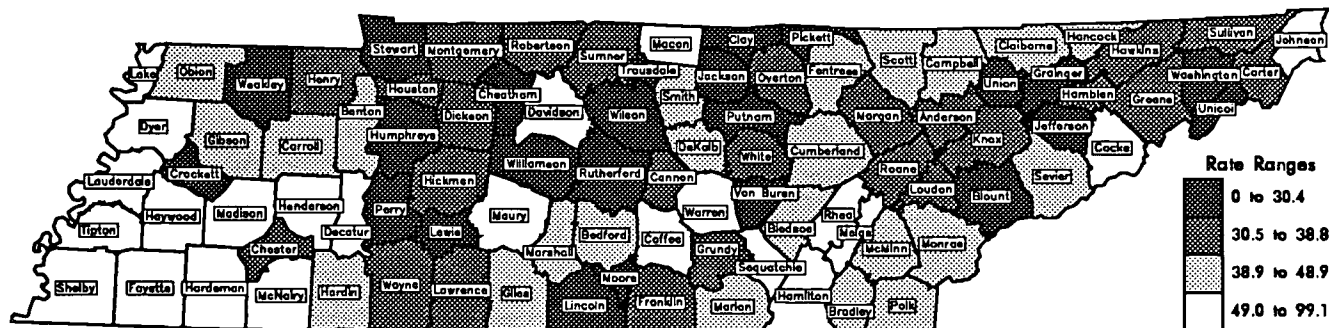 Stewart
Montgomery
Robertson
Sumner
Macon
Clay
Pickett
Scott
Campbell
Claiborne
Hancock
Hawkins
Sullivan
Johnson
Lake
Obion
Weakley
Henry
Houston
Cheatham
Trousdale
Jackson
Overton
Fentress
Union
Grainger
Hamblen
Greene
Washington
Carter
Unicoi
Dyer
Gibson
Carroll
Benton
Humphreys
Dickson
Davidson
Wilson
Smith
Putnam
Morgan
Anderson
Knox
Jefferson
Cocke
Crockett
Williamson
Rutherford
Cannon
DeKalb
White
Cumberland
Roane
Loudon
Blount
Sevier
Lauderdale
Haywood
Madison
Henderson
Decatur
Perry
Hickman
Lewis
Maury
Warren
Van Buren
Bledsoe
Rhea
Meigs
McMinn
Monroe
Tipton
Chester
Marshall
Bedford
Coffee
Grundy
Sequatchie
Shelby
Fayette
Hardeman
McNairy
Hardin
Wayne
Lawrence
Giles
Lincoln
Moore
Franklin
Marion
Hamilton
Bradley
Polk
Rate Ranges
0 to 30.4
30.5 to 38.8
38.9 to 48.9
49.0 to 99.1